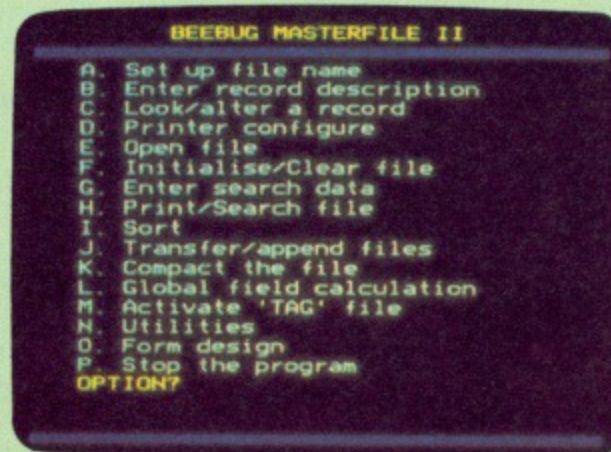 BEEBUG MASTERFILE II
A. Set up file name
B. Enter record description
C. Look/alter a record
D. Printer configure
E. Open file
F. Initialise/Clear file
G. Enter search data
H. Print/Search file
I. Sort
J. Transfer/append files
K. Compact the file
L. Global field calculation
M. Activate 'TAG' file
N. Utilities
O. Form design
P. Stop the program
OPTION?